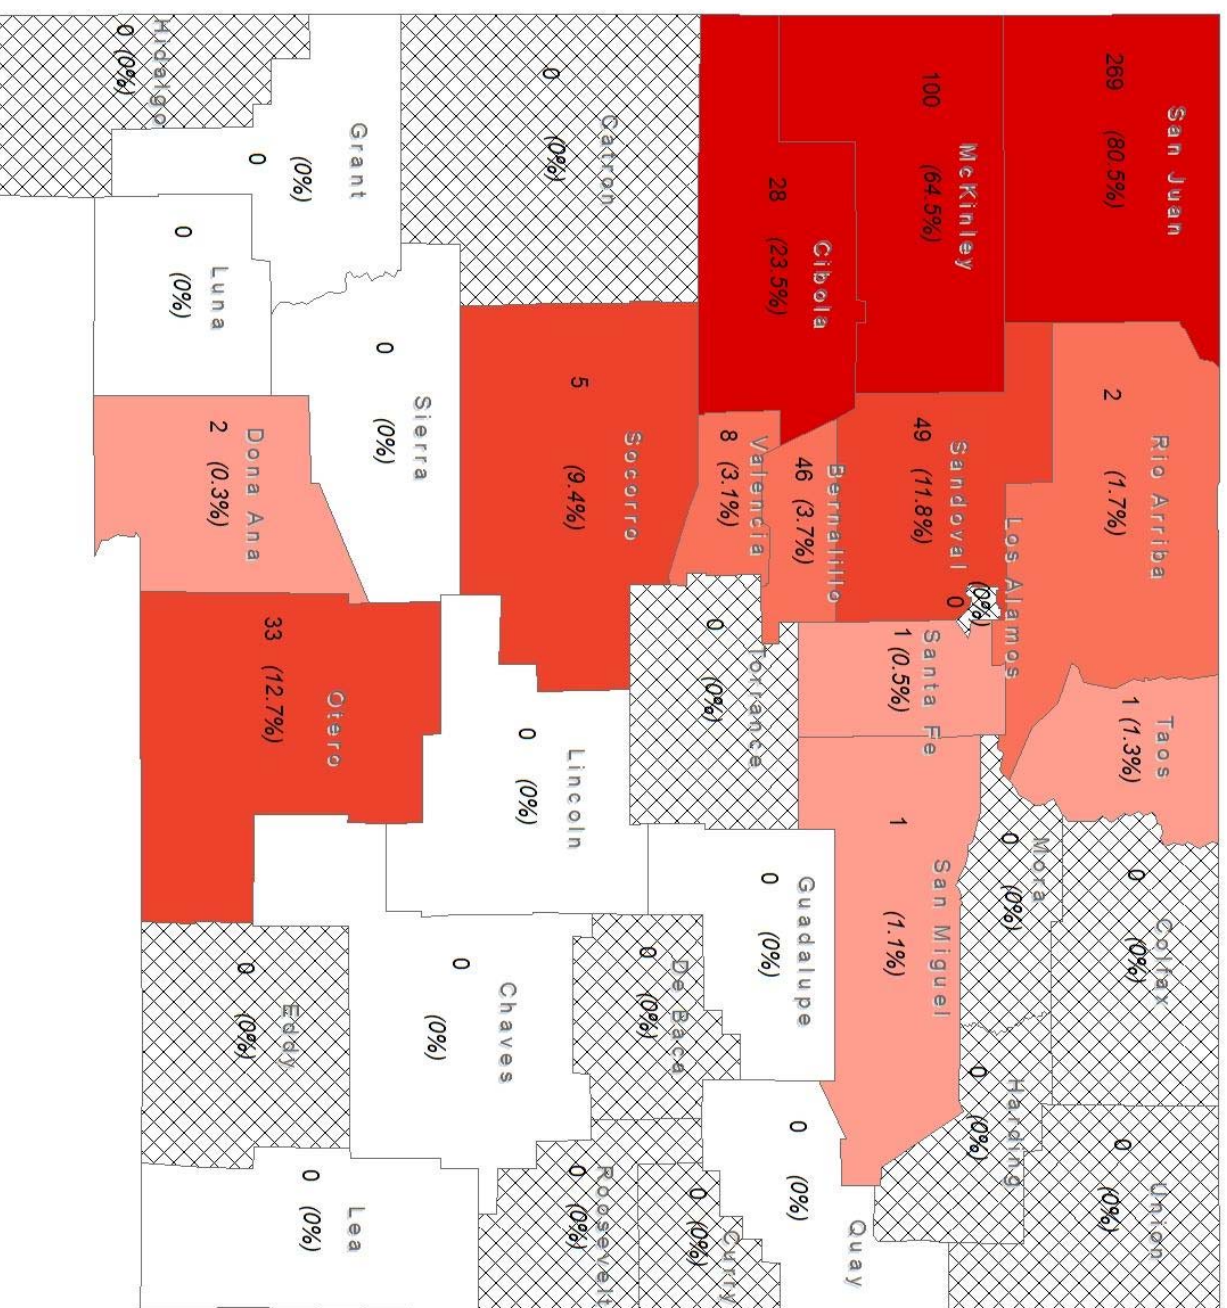 San Juan
269 (80.5%)
Rio Arriba
2 (1.7%)
Taos
1 (1.3%)
Colfax
0 (0%)
Union
0 (0%)
McKinley
100 (64.5%)
Sandoval
49 (11.8%)
Los Alamos
0 (0%)
Mora
0 (0%)
Harding
0 (0%)
Santa Fe
1 (0.5%)
San Miguel
1 (1.1%)
Cibola
28 (23.5%)
Bernalillo
46 (3.7%)
Valencia
8 (3.1%)
Torrance
0 (0%)
Guadalupe
0 (0%)
Quay
0 (0%)
Curry
0 (0%)
De Baca
0 (0%)
Roosevelt
0 (0%)
Catron
0 (0%)
Socorro
5 (9.4%)
Lincoln
0 (0%)
Chaves
0 (0%)
Sierra
0 (0%)
Grant
0 (0%)
Otero
33 (12.7%)
Eddy
0 (0%)
Lea
0 (0%)
Dona Ana
2 (0.3%)
Luna
0 (0%)
Hidalgo
0 (0%)